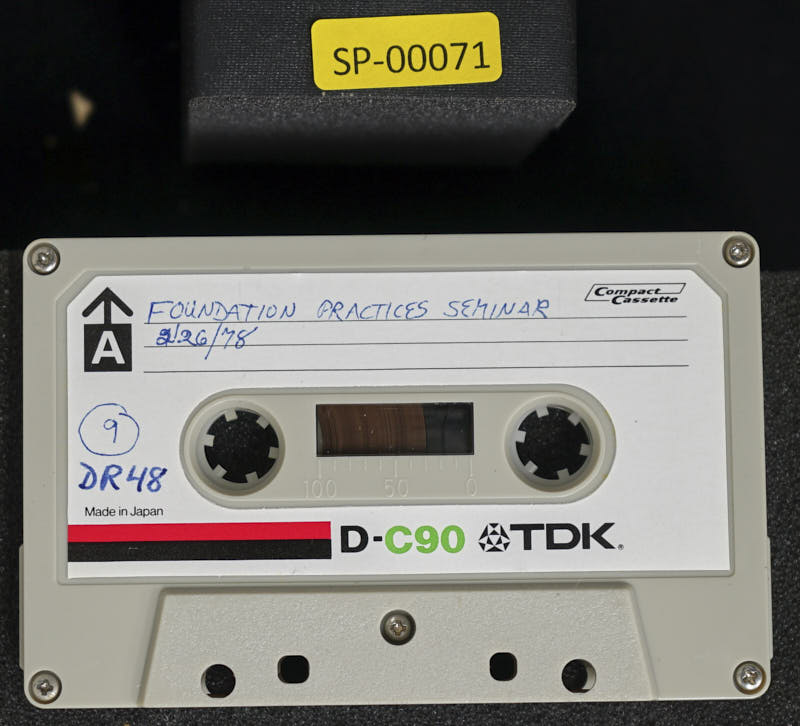 SP-00071
Compact
Cassette
A
FOUNDATION PRACTICES SEMINAR
2/26/78
9
DR48
Made in Japan
100 50 0
D-C90 TDK®